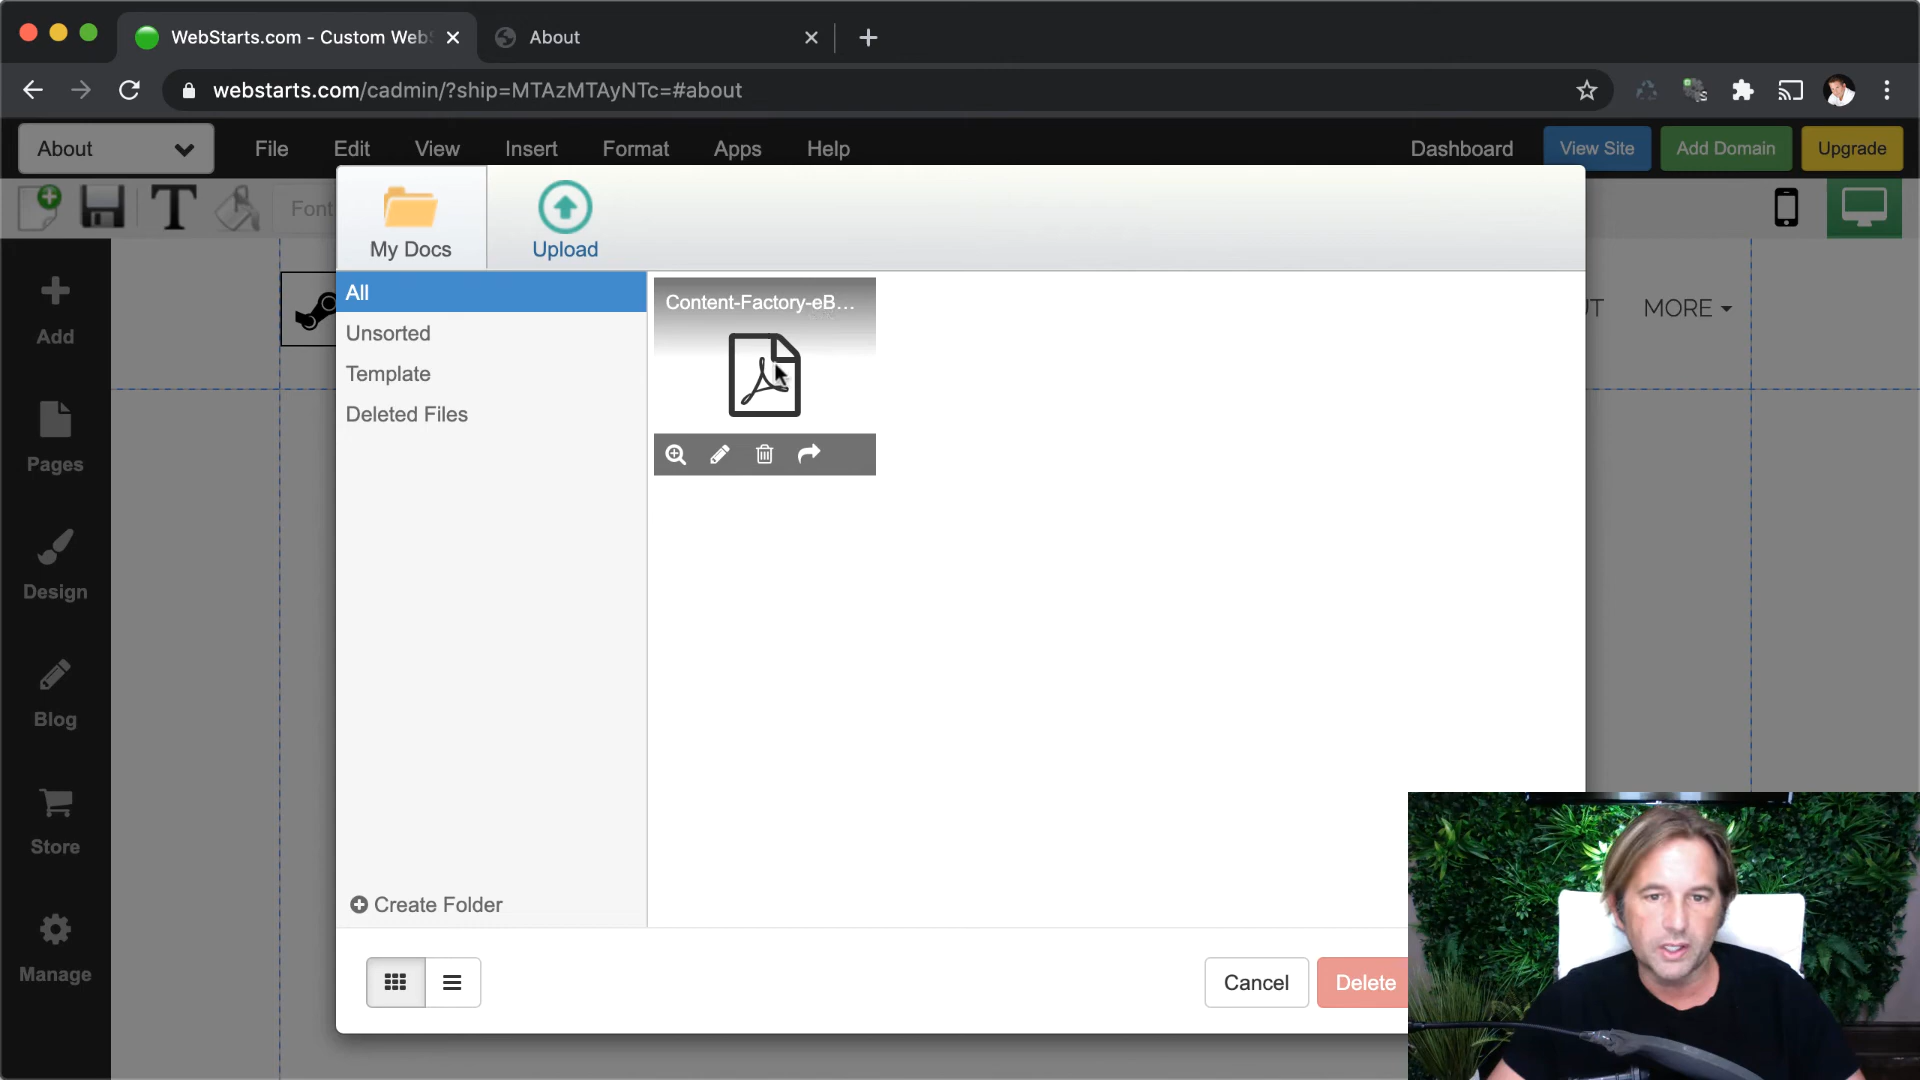 WebStarts.com - Custom WebS
About
webstarts.com/cadmin/?ship=MTAzMTAyNTc=#about
About
File
Edit
View
Insert
Format
Apps
Help
Dashboard
View Site
Add Domain
Upgrade
T
Font
My Docs
Upload
Add
Pages
Design
Blog
Store
Manage
All
Unsorted
Template
Deleted Files
Content-Factory-eB...
UT
MORE
Create Folder
Cancel
Delete